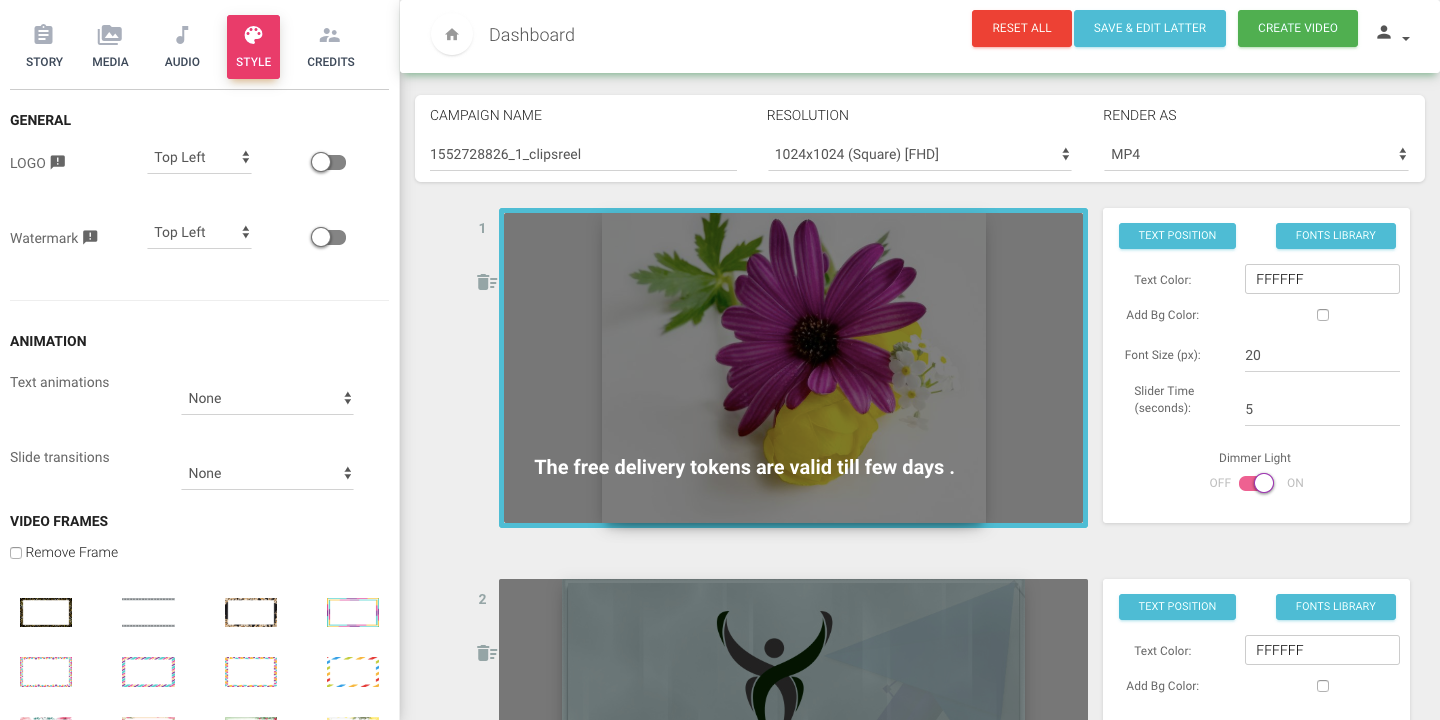 STORY
MEDIA
AUDIO
STYLE
CREDITS
Dashboard
RESET ALL
SAVE & EDIT LATTER
CREATE VIDEO
GENERAL
LOGO
Top Left
Watermark
Top Left
ANIMATION
Text animations
None
Slide transitions
None
VIDEO FRAMES
Remove Frame
CAMPAIGN NAME
RESOLUTION
RENDER AS
1552728826_1_clipsreel
1024x1024 (Square) [FHD]
MP4
1
The free delivery tokens are valid till few days .
TEXT POSITION
FONTS LIBRARY
Text Color:
FFFFFF
Add Bg Color:
Font Size (px):
20
Slider Time
(seconds):
5
Dimmer Light
OFF
ON
2
TEXT POSITION
FONTS LIBRARY
Text Color:
FFFFFF
Add Bg Color: